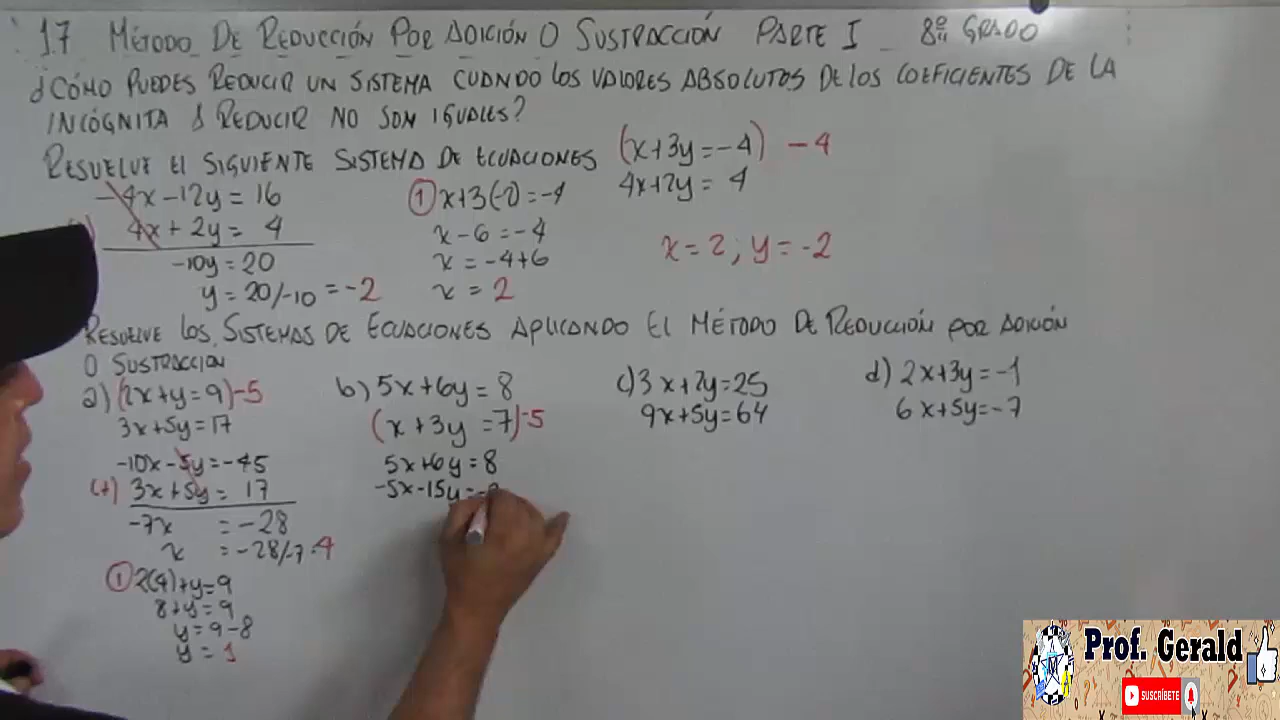 1.7 MÉTODO DE REDUCCIÓN POR ADICIÓN O SUSTRACCIÓN PARTE I 8º GRADO
¿CÓMO PUEDES REDUCIR UN SISTEMA CUANDO LOS VALORES ABSOLUTOS DE LOS COEFICIENTES DE LA
INCÓGNITA A REDUCIR NO SON IGUALES?
RESUELVE EL SIGUIENTE SISTEMA DE ECUACIONES (x+3y=-4) -4
4x+2y= 4
-4x-12y= 16
4x+2y= 4
-10y=20
y=20/-10 =-2
① x+3(-2)=-4
x-6=-4
x=-4+6
x= 2
x=2; y=-2
RESUELVE LOS SISTEMAS DE ECUACIONES APLICANDO EL MÉTODO DE REDUCCIÓN POR ADICIÓN
O SUSTRACCION
a) (2x+y=9)-5
3x+5y=17
-10x-5y=-45
(+) 3x+5y= 17
-7x =-28
x =-28/-7=4
① 2(4)+y=9
8+y=9
y=9-8
y= 1
b) 5x+6y=8
(x+3y =7)-5
5x+6y=8
-5x-15y=-
c) 3x+2y=25
9x+5y=64
d) 2x+3y=-1
6x+5y=-7
Prof. Gerald
SUSCRÍBETE